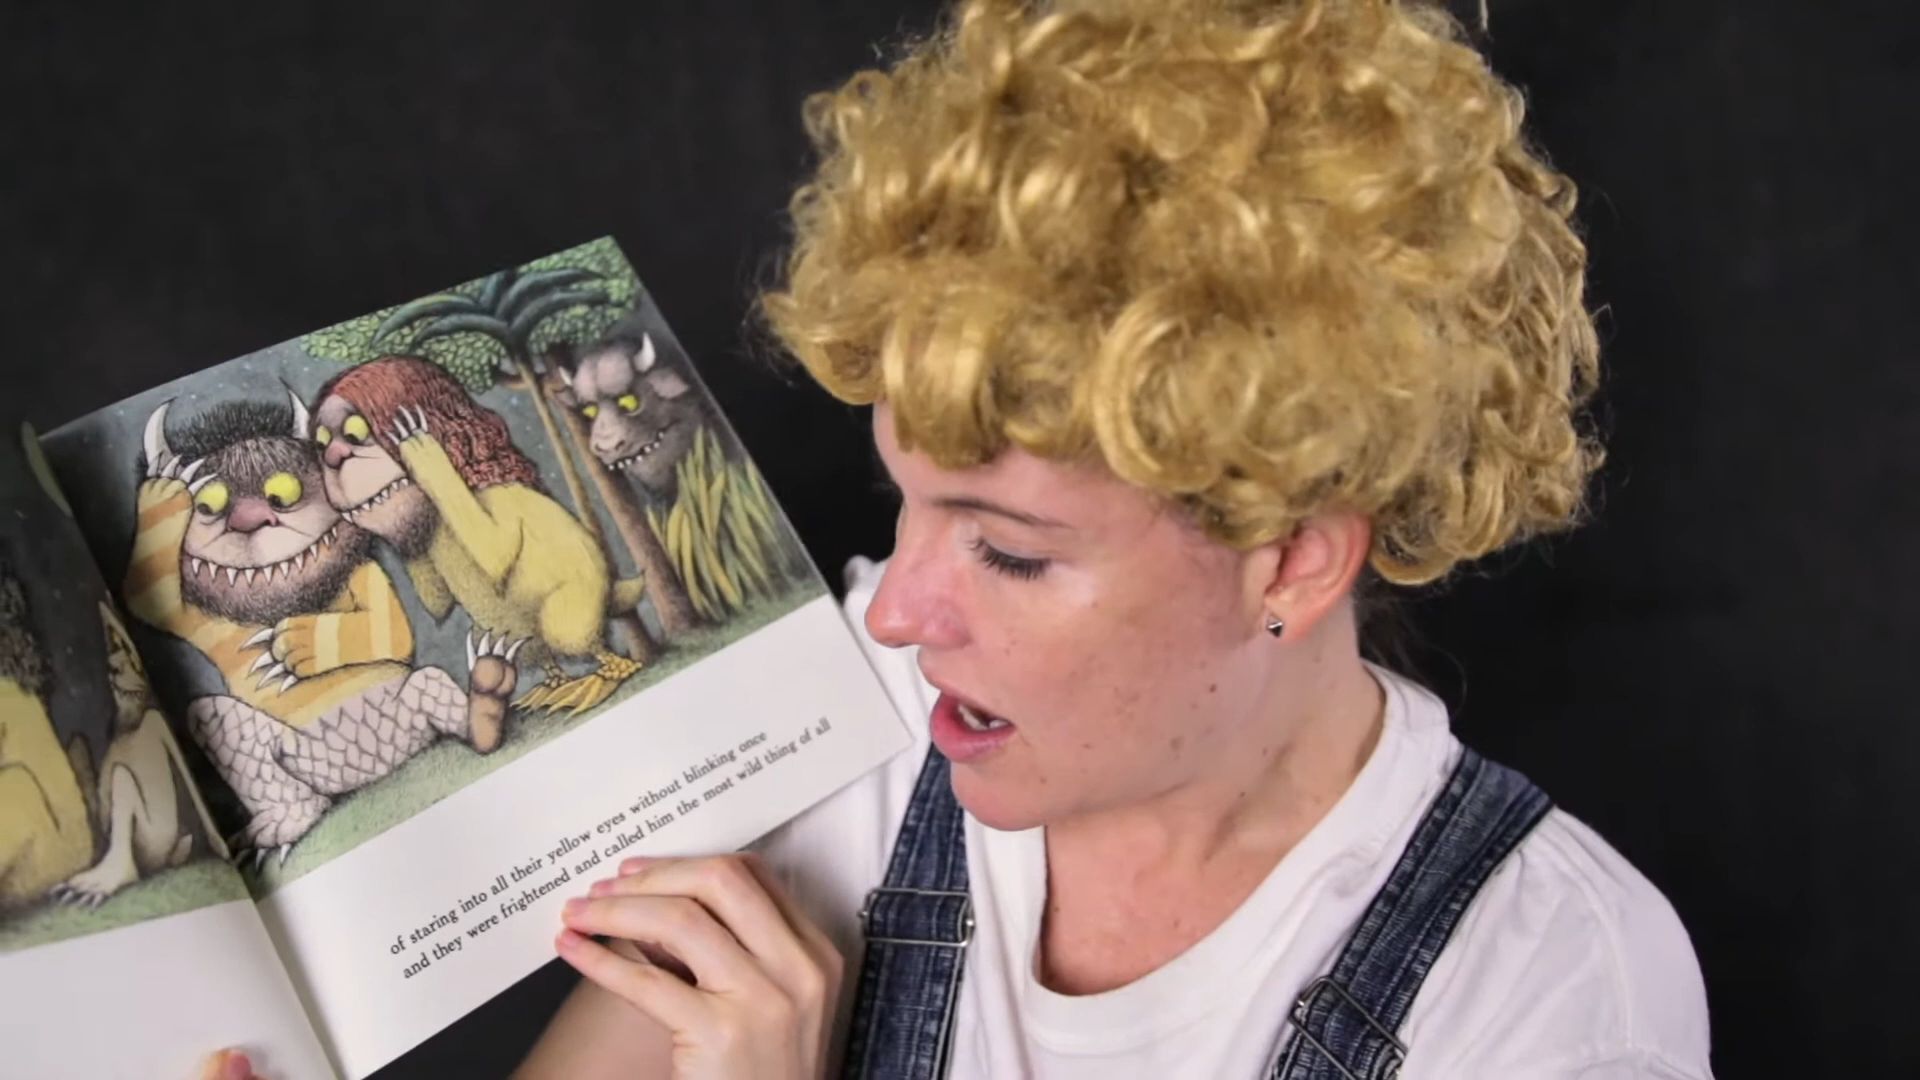 of staring into all their yellow eyes without blinking once
and they were frightened and called him the most wild thing of all